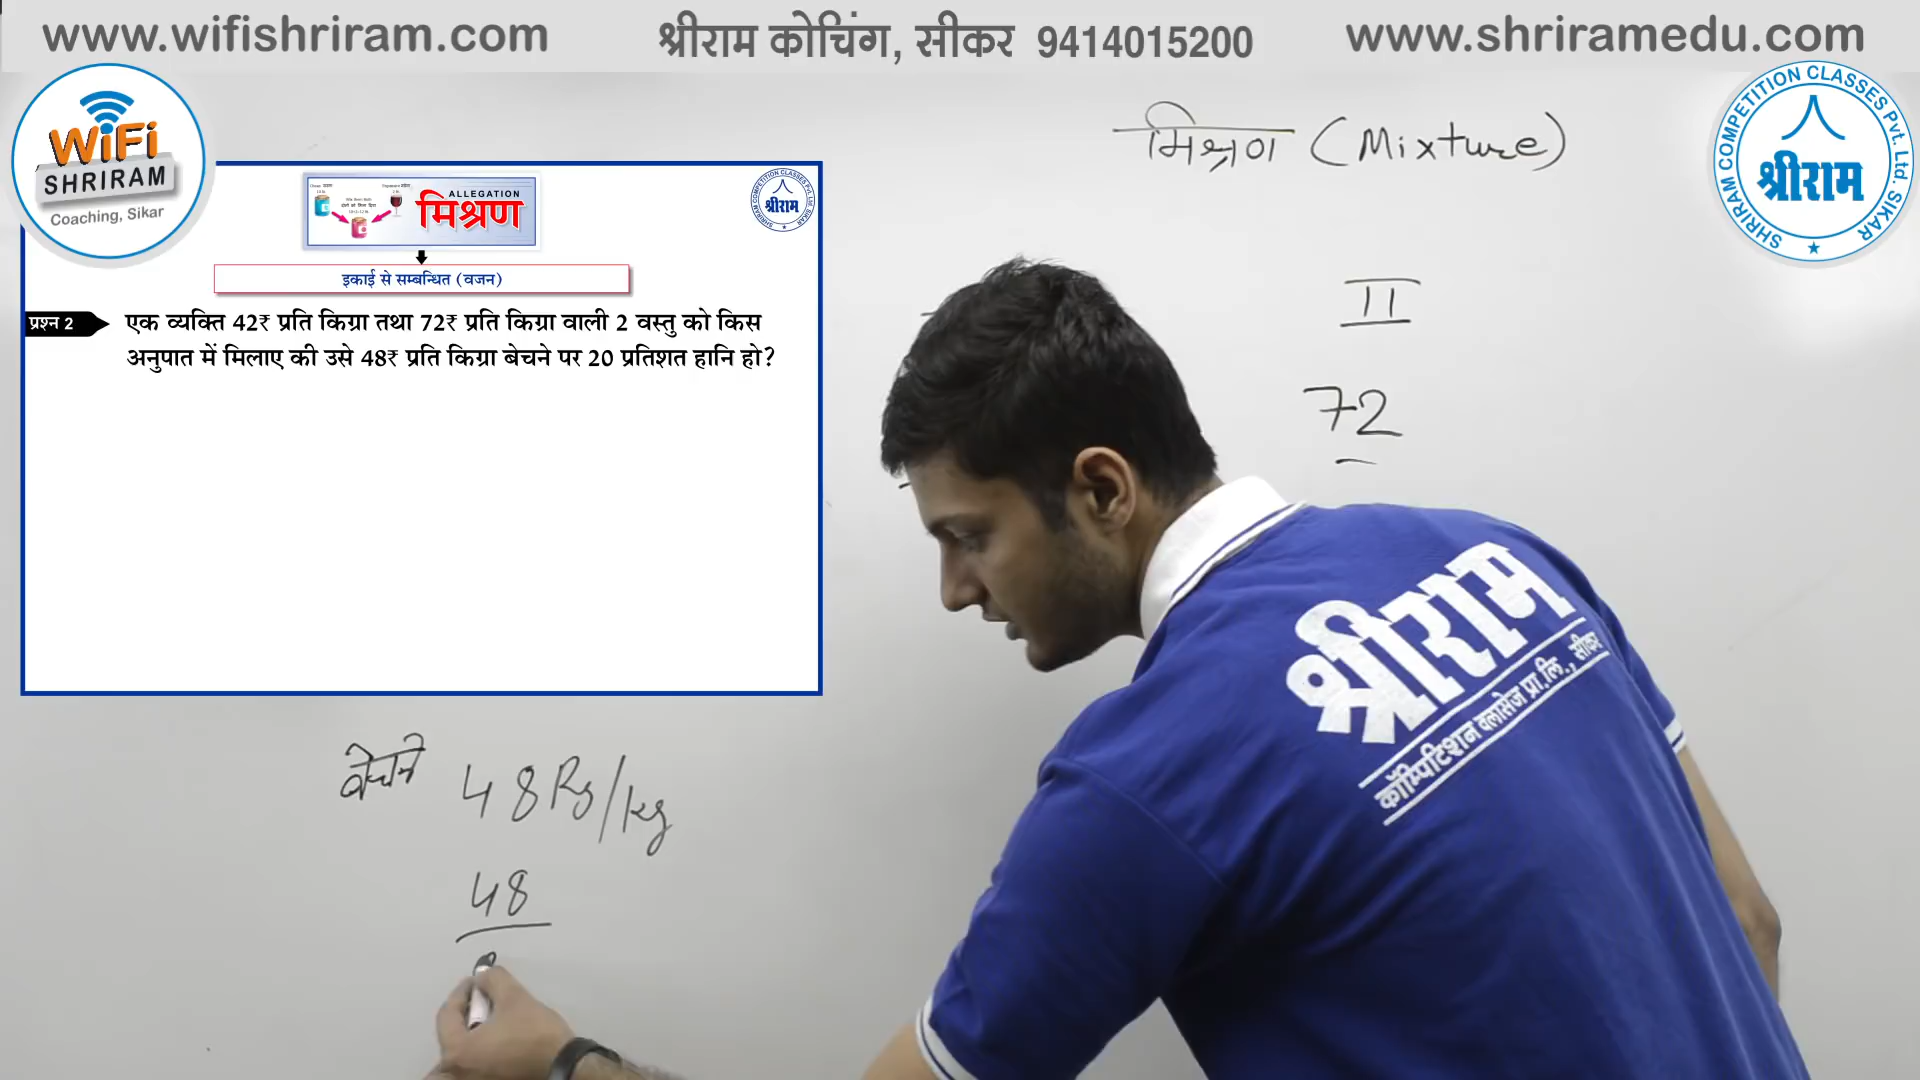 www.wifishriram.com
श्रीराम कोचिंग, सीकर 9414015200
www.shriramedu.com
WiFi
SHRIRAM
Coaching, Sikar
ALLEGATION
मिश्रण
श्रीराम
इकाई से सम्बन्धित (वजन)
प्रश्न 2
एक व्यक्ति 42₹ प्रति किग्रा तथा 72₹ प्रति किग्रा वाली 2 वस्तु को किस
अनुपात में मिलाए की उसे 48₹ प्रति किग्रा बेचने पर 20 प्रतिशत हानि हो?
मिश्रण (Mixture)
SHRIRAM COMPETITION CLASSES Pvt. Ltd. SIKAR
श्रीराम
II
72
बेचने 48Rs/kg
48
श्रीराम
कॉम्पिटिशन क्लासेज प्रा.लि., सीकर